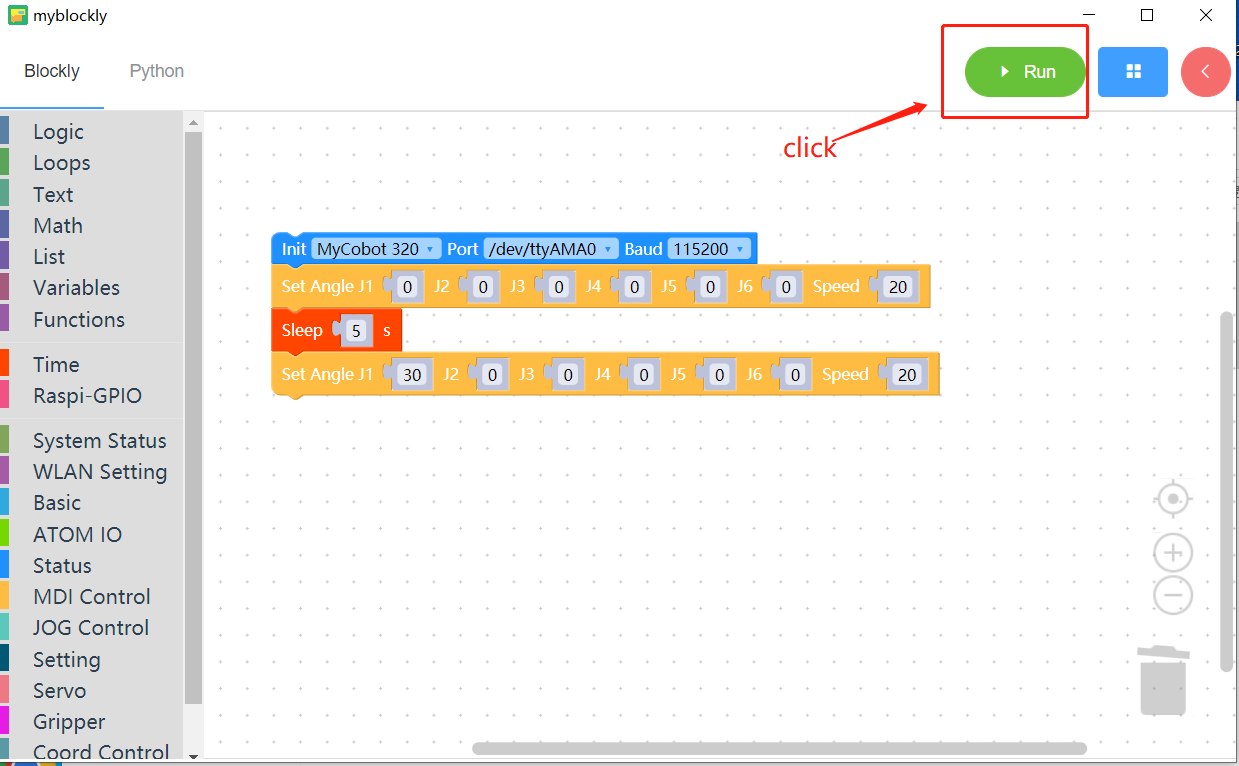 myblockly
Blockly Python
Run
click
Logic
Loops
Text
Math
List
Variables
Functions
Time
Raspi-GPIO
System Status
WLAN Setting
Basic
ATOM IO
Status
MDI Control
JOG Control
Setting
Servo
Gripper
Coord Control
Init MyCobot 320 Port /dev/ttyAMA0 Baud 115200
Set Angle J1 0 J2 0 J3 0 J4 0 J5 0 J6 0 Speed 20
Sleep 5 s
Set Angle J1 30 J2 0 J3 0 J4 0 J5 0 J6 0 Speed 20